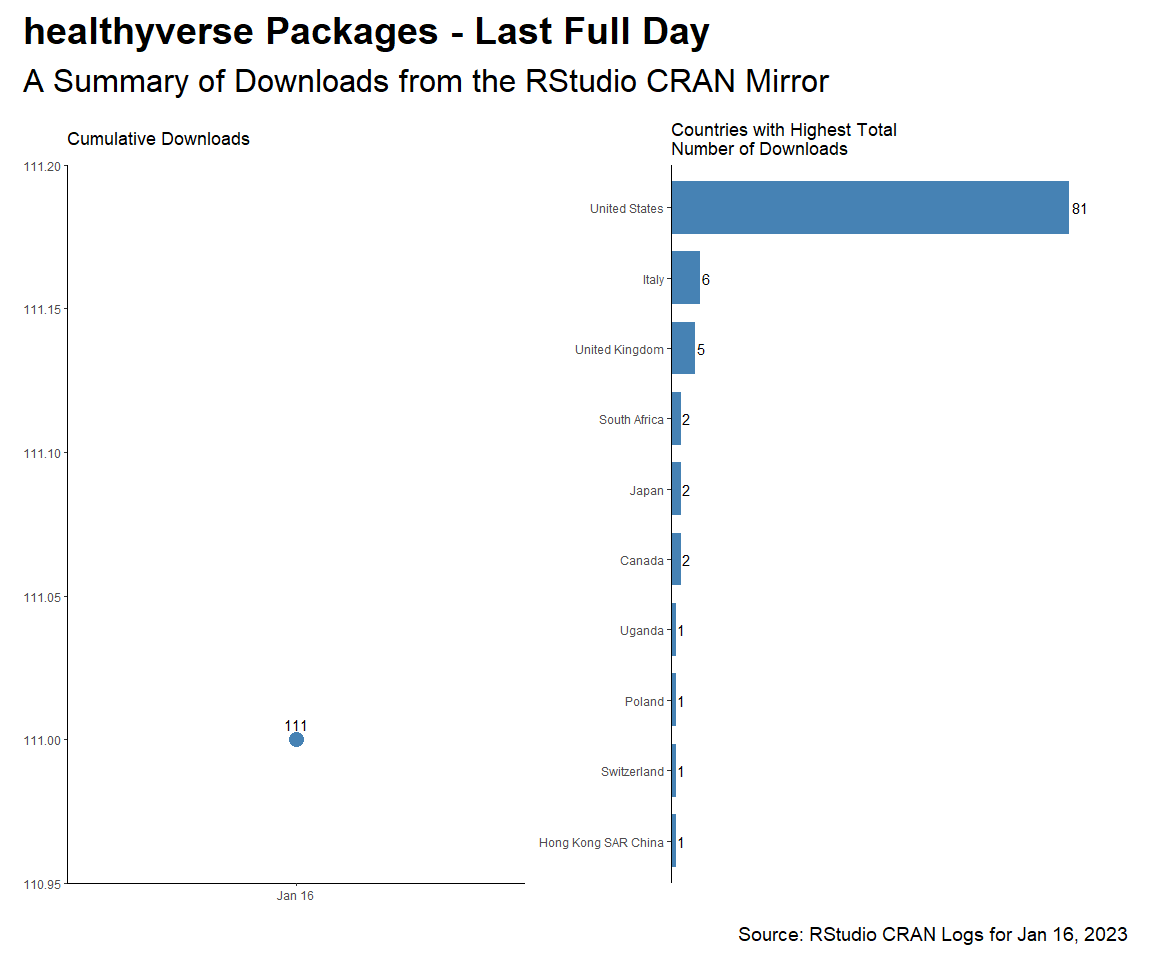 healthyverse Packages - Last Full Day
A Summary of Downloads from the RStudio CRAN Mirror
Cumulative Downloads
111.20
111.15
111.10
111.05
111.00
110.95
111
Jan 16
Countries with Highest Total
Number of Downloads
United States 81
Italy 6
United Kingdom 5
South Africa 2
Japan 2
Canada 2
Uganda 1
Poland 1
Switzerland 1
Hong Kong SAR China 1
Source: RStudio CRAN Logs for Jan 16, 2023